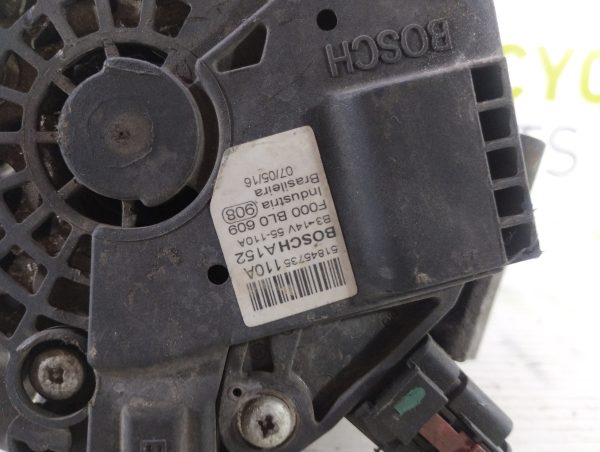 BOSCH
51845735 110A
BOSCH A152
B3-14V 55-110A
F000 BL0 609
Industria (908)
Brasileira
07/05/16